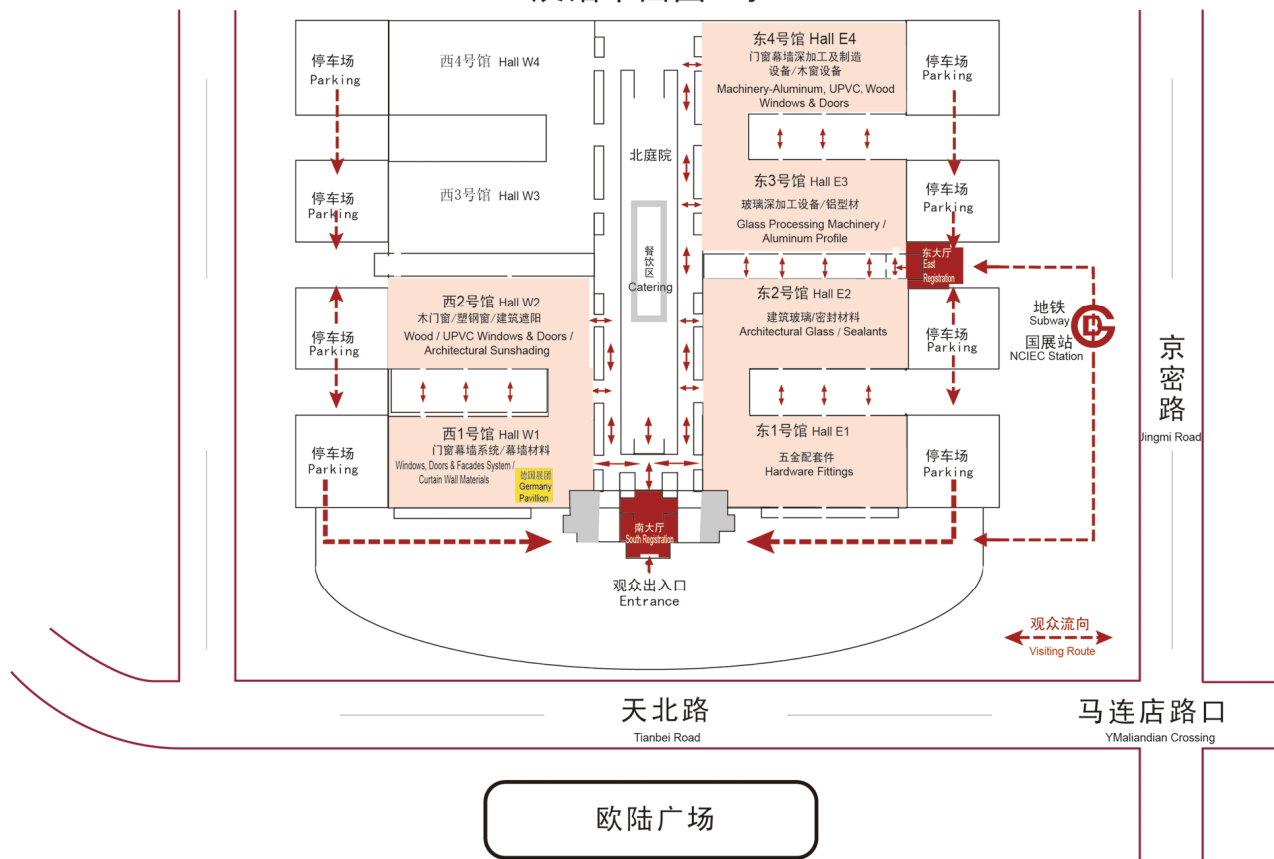 停车场
Parking
西4号馆 Hall W4
东4号馆 Hall E4
门窗幕墙深加工及制造
设备/木窗设备
Machinery-Aluminum, UPVC, Wood
Windows & Doors
停车场
Parking
北庭院
停车场
Parking
西3号馆 Hall W3
东3号馆 Hall E3
玻璃深加工设备/铝型材
Glass Processing Machinery /
Aluminum Profile
停车场
Parking
餐饮区
Catering
东大厅
East
Registration
西2号馆 Hall W2
木门窗/塑钢窗/建筑遮阳
Wood / UPVC Windows & Doors /
Architectural Sunshading
东2号馆 Hall E2
建筑玻璃/密封材料
Architectural Glass / Sealants
停车场
Parking
停车场
Parking
地铁
Subway
国展站
NCIEC Station
京密路
Jingmi Road
停车场
Parking
西1号馆 Hall W1
门窗幕墙系统/幕墙材料
Windows, Doors & Facades System /
Curtain Wall Materials
德国展团
Germany
Pavillion
东1号馆 Hall E1
五金配套件
Hardware Fittings
停车场
Parking
南大厅
South Registration
观众出入口
Entrance
观众流向
Visiting Route
天北路
Tianbei Road
马连店路口
YMaliandian Crossing
欧陆广场